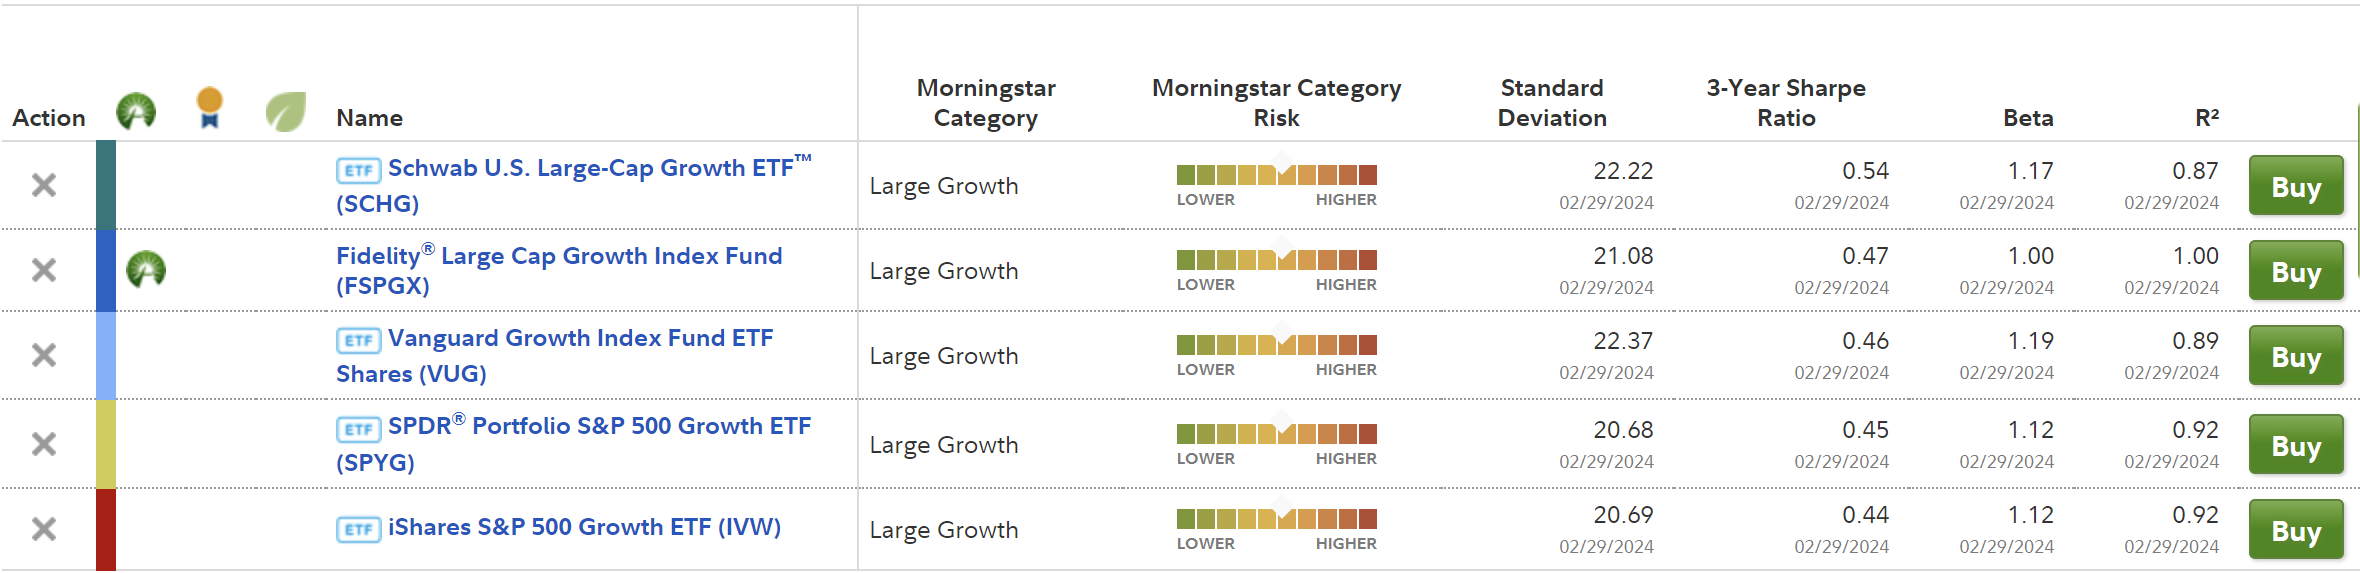 Action Name Morningstar Category Morningstar Category Risk Standard Deviation 3-Year Sharpe Ratio Beta R²
ETF Schwab U.S. Large-Cap Growth ETF™
(SCHG)
Large Growth
LOWER HIGHER
22.22 0.54 1.17 0.87
02/29/2024 02/29/2024 02/29/2024 02/29/2024
Buy
Fidelity® Large Cap Growth Index Fund
(FSPGX)
Large Growth
LOWER HIGHER
21.08 0.47 1.00 1.00
02/29/2024 02/29/2024 02/29/2024 02/29/2024
Buy
ETF Vanguard Growth Index Fund ETF
Shares (VUG)
Large Growth
LOWER HIGHER
22.37 0.46 1.19 0.89
02/29/2024 02/29/2024 02/29/2024 02/29/2024
Buy
ETF SPDR® Portfolio S&P 500 Growth ETF
(SPYG)
Large Growth
LOWER HIGHER
20.68 0.45 1.12 0.92
02/29/2024 02/29/2024 02/29/2024 02/29/2024
Buy
ETF iShares S&P 500 Growth ETF (IVW)
Large Growth
LOWER HIGHER
20.69 0.44 1.12 0.92
02/29/2024 02/29/2024 02/29/2024 02/29/2024
Buy